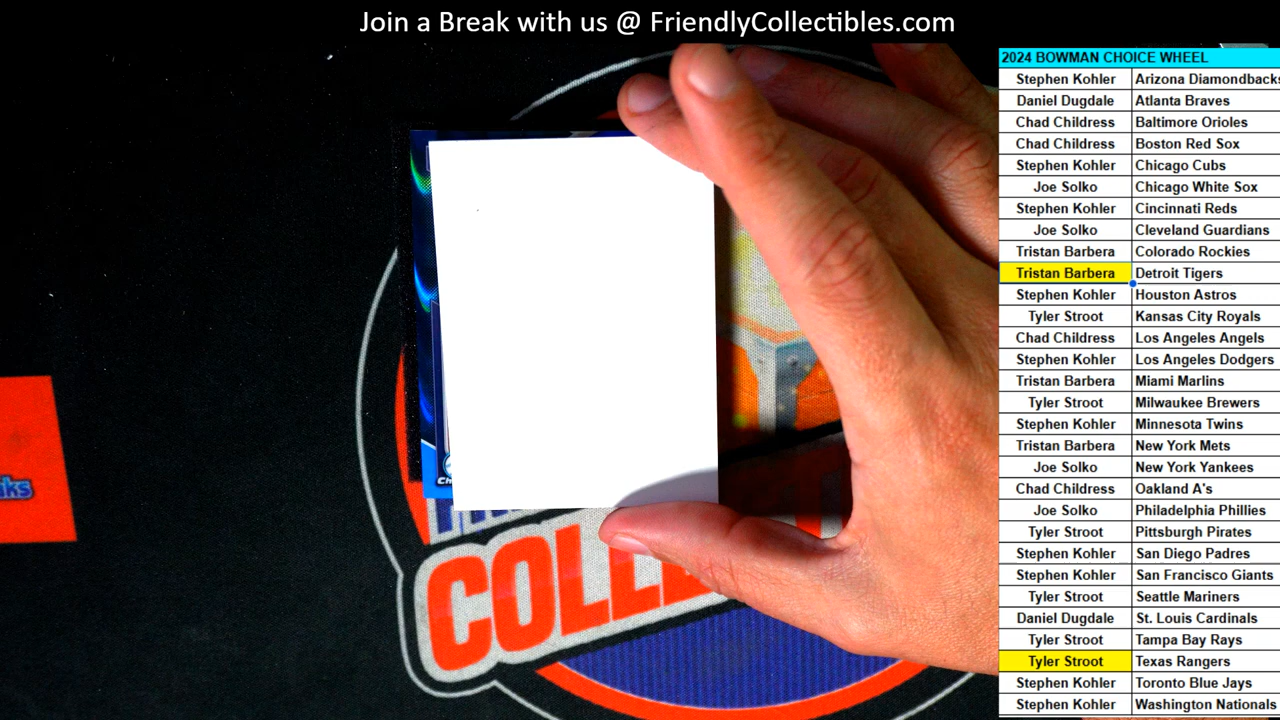 Join a Break with us @ FriendlyCollectibles.com
2024 BOWMAN CHOICE WHEEL
Stephen Kohler Arizona Diamondbacks
Daniel Dugdale Atlanta Braves
Chad Childress Baltimore Orioles
Chad Childress Boston Red Sox
Stephen Kohler Chicago Cubs
Joe Solko Chicago White Sox
Stephen Kohler Cincinnati Reds
Joe Solko Cleveland Guardians
Tristan Barbera Colorado Rockies
Tristan Barbera Detroit Tigers
Stephen Kohler Houston Astros
Tyler Stroot Kansas City Royals
Chad Childress Los Angeles Angels
Stephen Kohler Los Angeles Dodgers
Tristan Barbera Miami Marlins
Tyler Stroot Milwaukee Brewers
Stephen Kohler Minnesota Twins
Tristan Barbera New York Mets
Joe Solko New York Yankees
Chad Childress Oakland A's
Joe Solko Philadelphia Phillies
Tyler Stroot Pittsburgh Pirates
Stephen Kohler San Diego Padres
Stephen Kohler San Francisco Giants
Tyler Stroot Seattle Mariners
Daniel Dugdale St. Louis Cardinals
Tyler Stroot Tampa Bay Rays
Tyler Stroot Texas Rangers
Stephen Kohler Toronto Blue Jays
Stephen Kohler Washington Nationals
Ch
COLLE